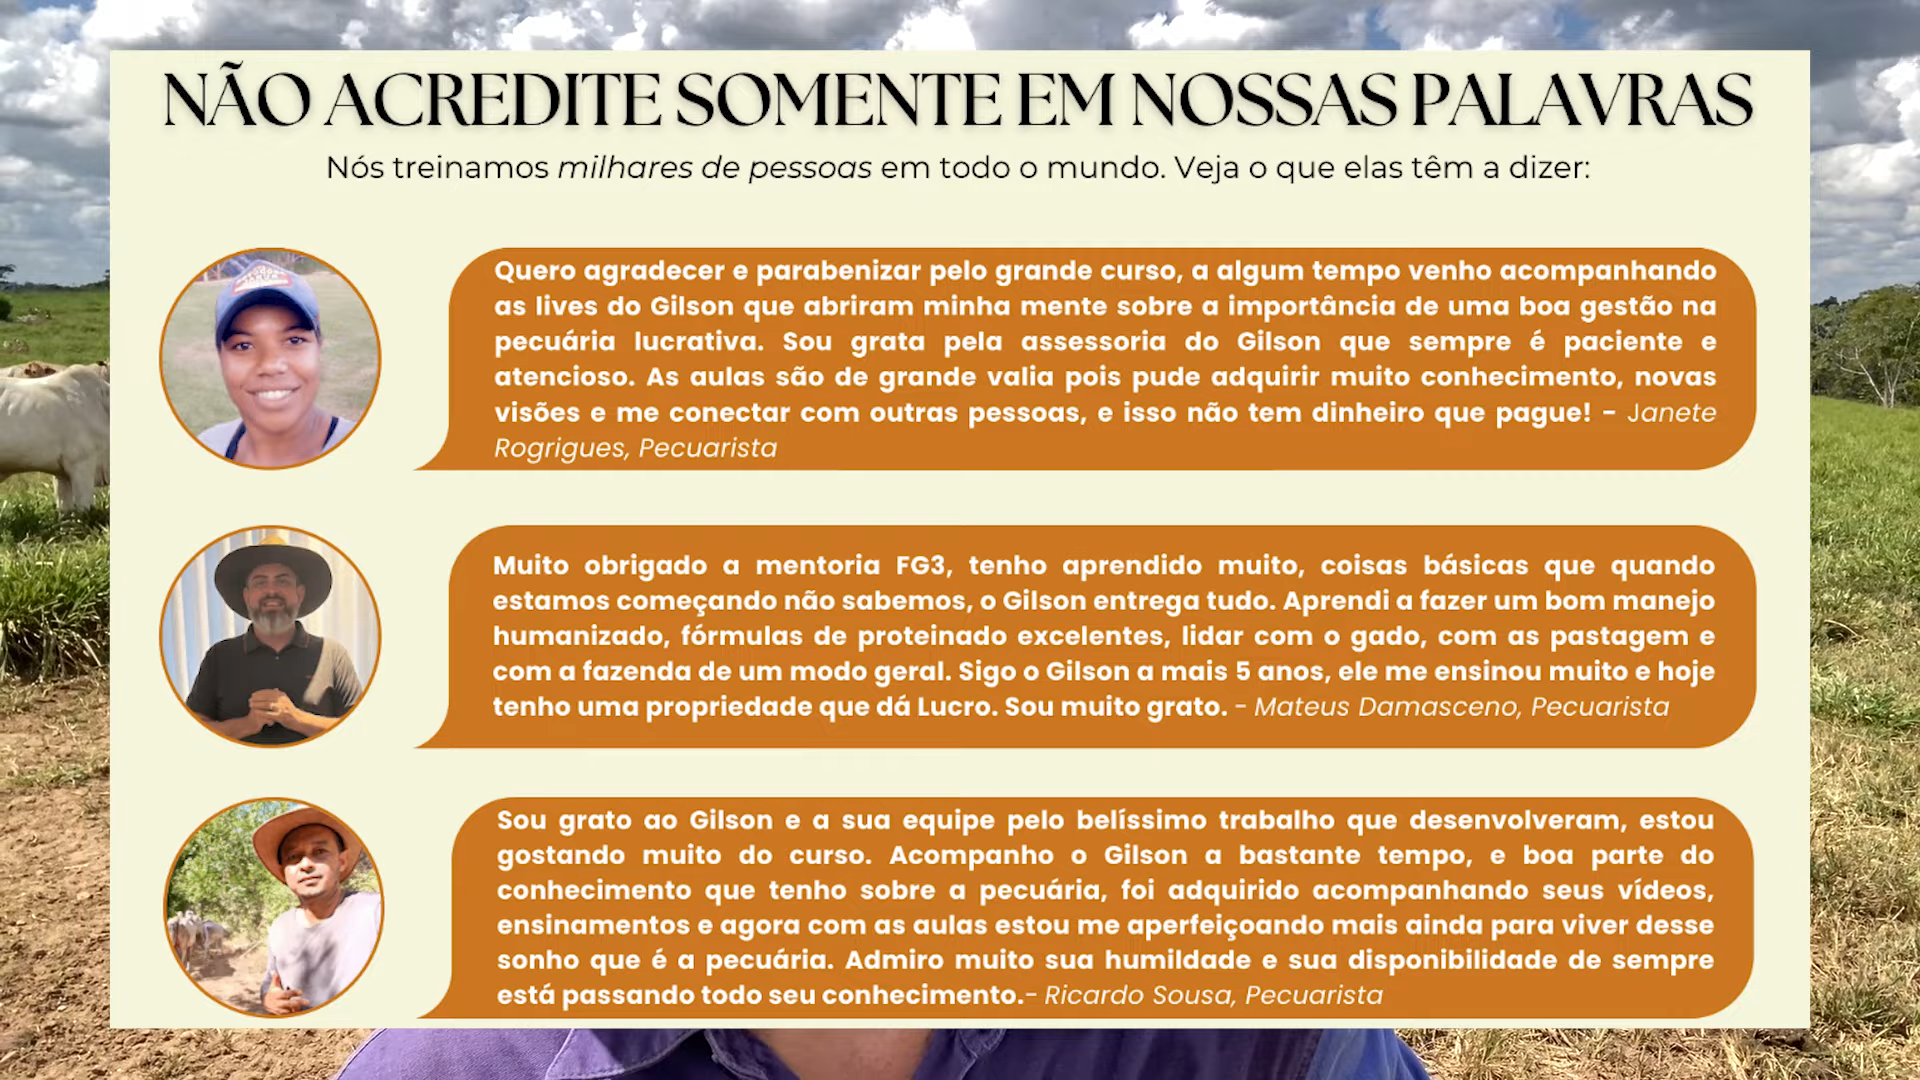 NÃO ACREDITE SOMENTE EM NOSSAS PALAVRAS
Nós treinamos milhares de pessoas em todo o mundo. Veja o que elas têm a dizer:
Quero agradecer e parabenizar pelo grande curso, a algum tempo venho acompanhando
as lives do Gilson que abriram minha mente sobre a importância de uma boa gestão na
pecuária lucrativa. Sou grata pela assessoria do Gilson que sempre é paciente e
atencioso. As aulas são de grande valia pois pude adquirir muito conhecimento, novas
visões e me conectar com outras pessoas, e isso não tem dinheiro que pague! - Janete
Rogrigues, Pecuarista
Muito obrigado a mentoria FG3, tenho aprendido muito, coisas básicas que quando
estamos começando não sabemos, o Gilson entrega tudo. Aprendi a fazer um bom manejo
humanizado, fórmulas de proteinado excelentes, lidar com o gado, com as pastagem e
com a fazenda de um modo geral. Sigo o Gilson a mais 5 anos, ele me ensinou muito e hoje
tenho uma propriedade que dá Lucro. Sou muito grato. - Mateus Damasceno, Pecuarista
Sou grato ao Gilson e a sua equipe pelo belíssimo trabalho que desenvolveram, estou
gostando muito do curso. Acompanho o Gilson a bastante tempo, e boa parte do
conhecimento que tenho sobre a pecuária, foi adquirido acompanhando seus vídeos,
ensinamentos e agora com as aulas estou me aperfeiçoando mais ainda para viver desse
sonho que é a pecuária. Admiro muito sua humildade e sua disponibilidade de sempre
está passando todo seu conhecimento.- Ricardo Sousa, Pecuarista